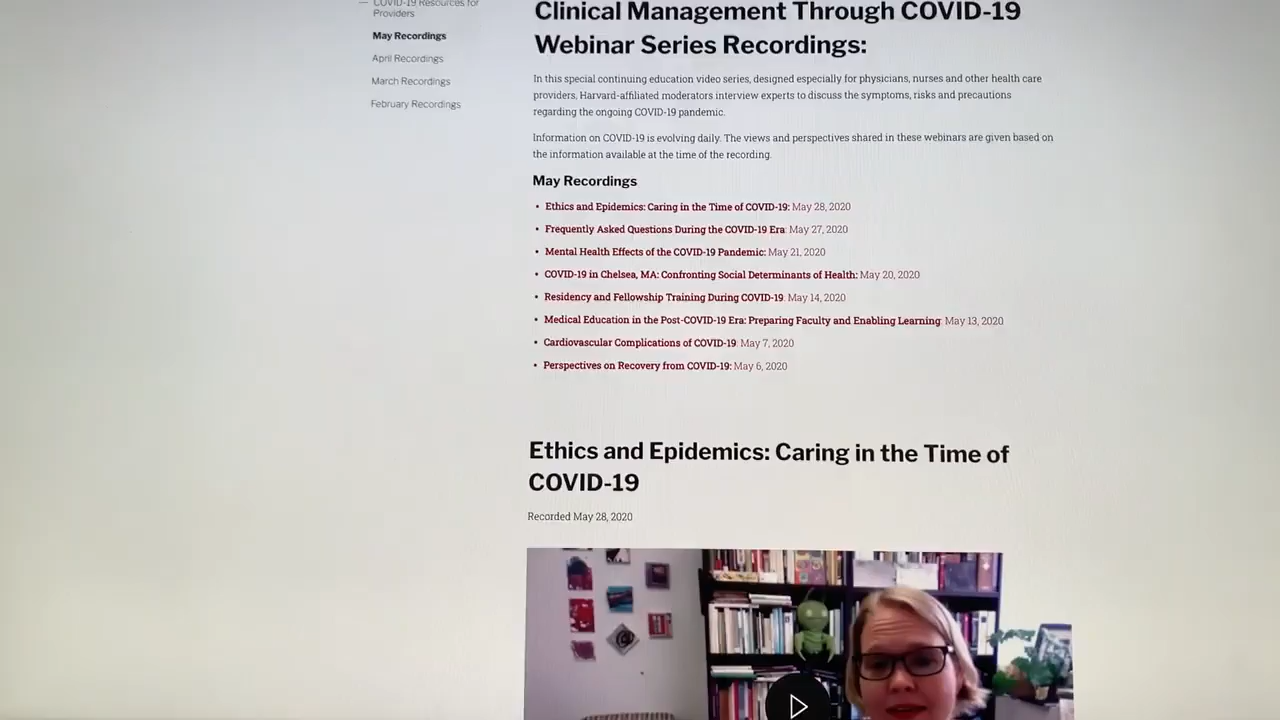 COVID-19 Resources for
Providers
May Recordings
April Recordings
March Recordings
February Recordings
Clinical Management Through COVID-19
Webinar Series Recordings:
In this special continuing education video series, designed especially for physicians, nurses and other health care
providers, Harvard-affiliated moderators interview experts to discuss the symptoms, risks and precautions
regarding the ongoing COVID-19 pandemic.
Information on COVID-19 is evolving daily. The views and perspectives shared in these webinars are given based on
the information available at the time of the recording.
May Recordings
• Ethics and Epidemics: Caring in the Time of COVID-19: May 28, 2020
• Frequently Asked Questions During the COVID-19 Era: May 27, 2020
• Mental Health Effects of the COVID-19 Pandemic: May 21, 2020
• COVID-19 in Chelsea, MA: Confronting Social Determinants of Health: May 20, 2020
• Residency and Fellowship Training During COVID-19: May 14, 2020
• Medical Education in the Post-COVID-19 Era: Preparing Faculty and Enabling Learning: May 13, 2020
• Cardiovascular Complications of COVID-19: May 7, 2020
• Perspectives on Recovery from COVID-19: May 6, 2020
Ethics and Epidemics: Caring in the Time of
COVID-19
Recorded May 28, 2020